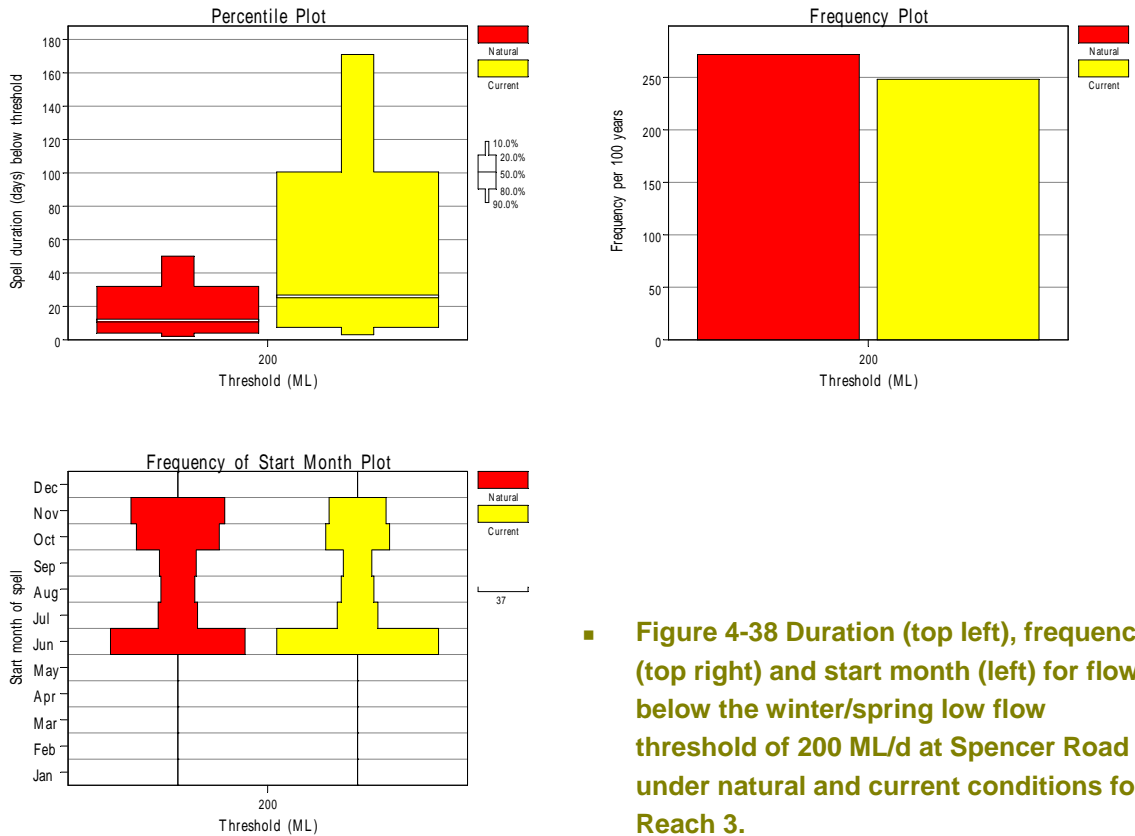 Percentile Plot
Spell duration (days) below threshold
180
160
140
120
100
80
60
40
20
0
200
Threshold (ML)
Natural
Current
10.0%
20.0%
50.0%
80.0%
90.0%
Frequency Plot
Frequency per 100 years
250
200
150
100
50
0
200
Threshold (ML)
Natural
Current
Frequency of Start Month Plot
Start month of spell
Dec
Nov
Oct
Sep
Aug
Jul
Jun
May
Apr
Mar
Feb
Jan
200
Threshold (ML)
Natural
Current
37
▪ Figure 4-38 Duration (top left), frequenc
(top right) and start month (left) for flow
below the winter/spring low flow
threshold of 200 ML/d at Spencer Road
under natural and current conditions fo
Reach 3.